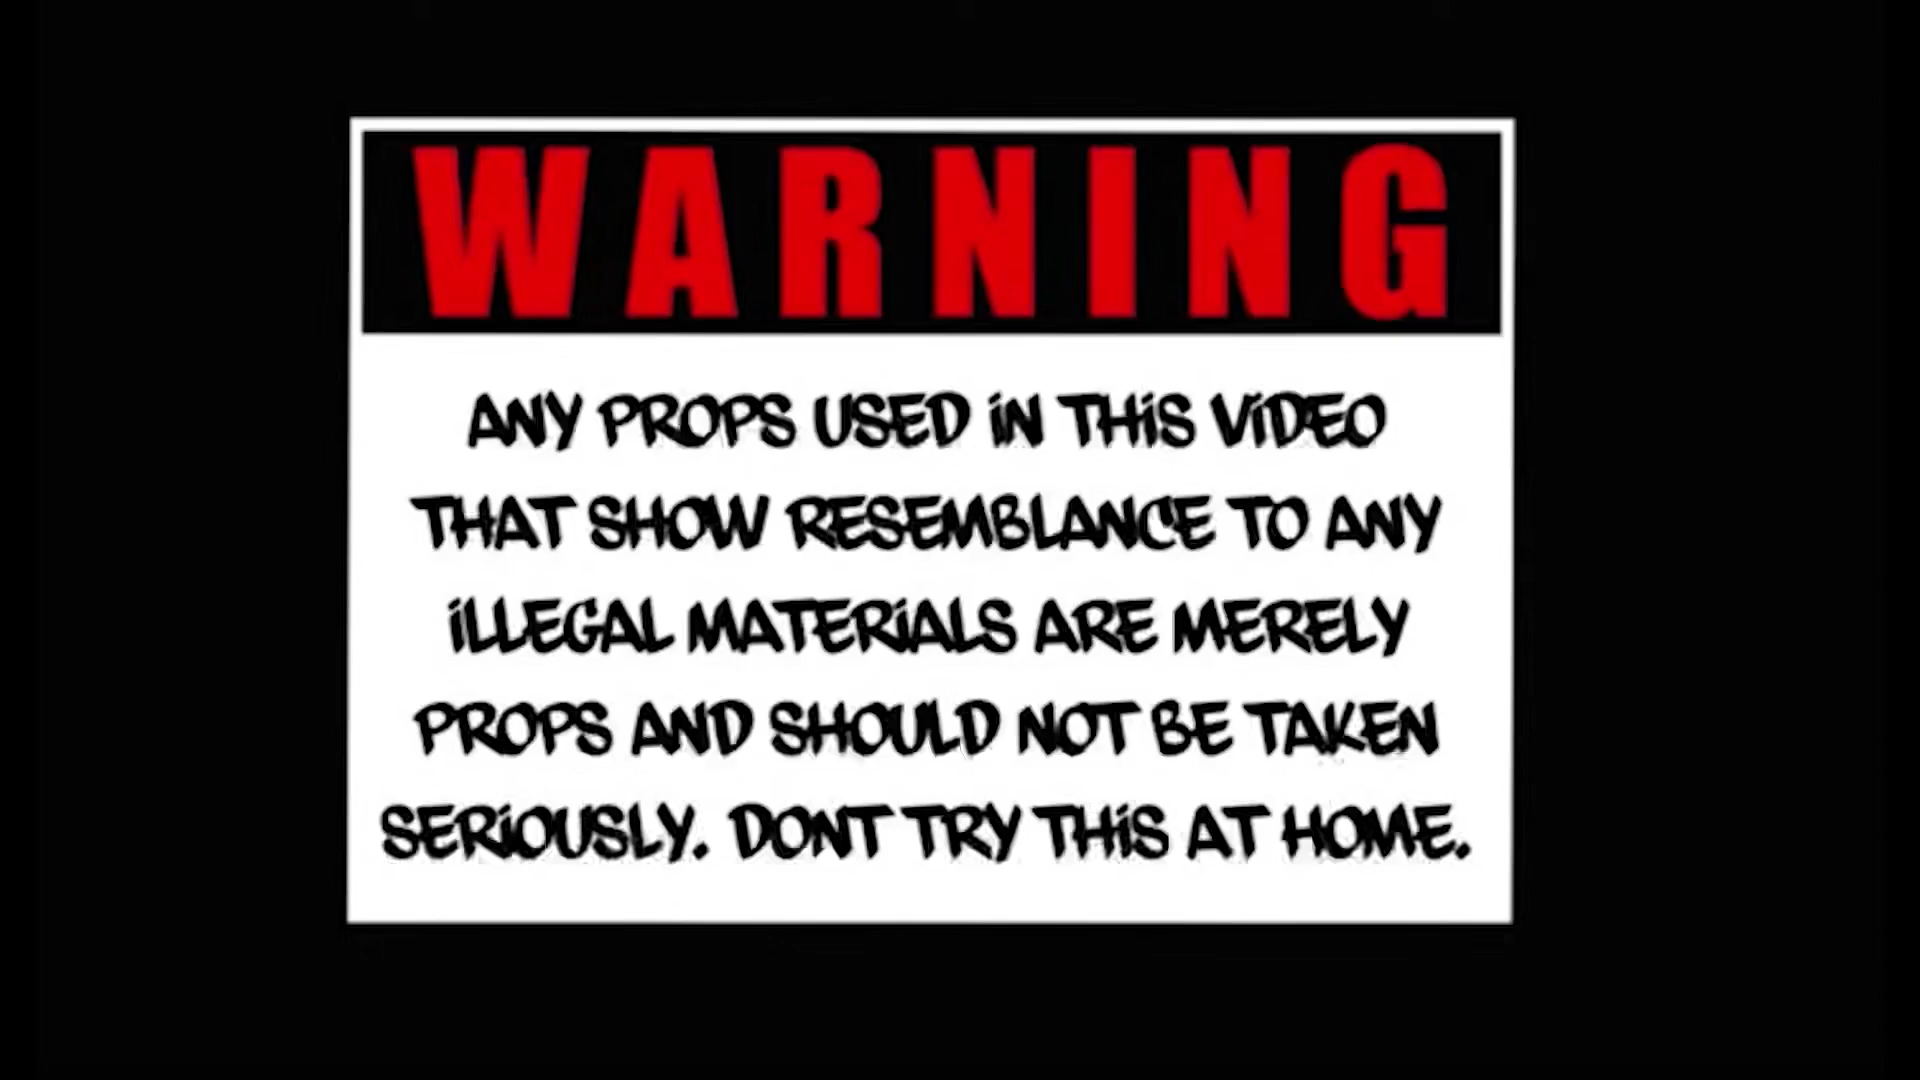 WARNING
ANY PROPS USED iN THiS ViDEO
THAT SHOW RESEMBLANCE TO ANY
iLLEGAL MATERiALS ARE MERELY
PROPS AND SHOULD NOT BE TAKEN
SERiOUSLY. DONT TRY THiS AT HOME.